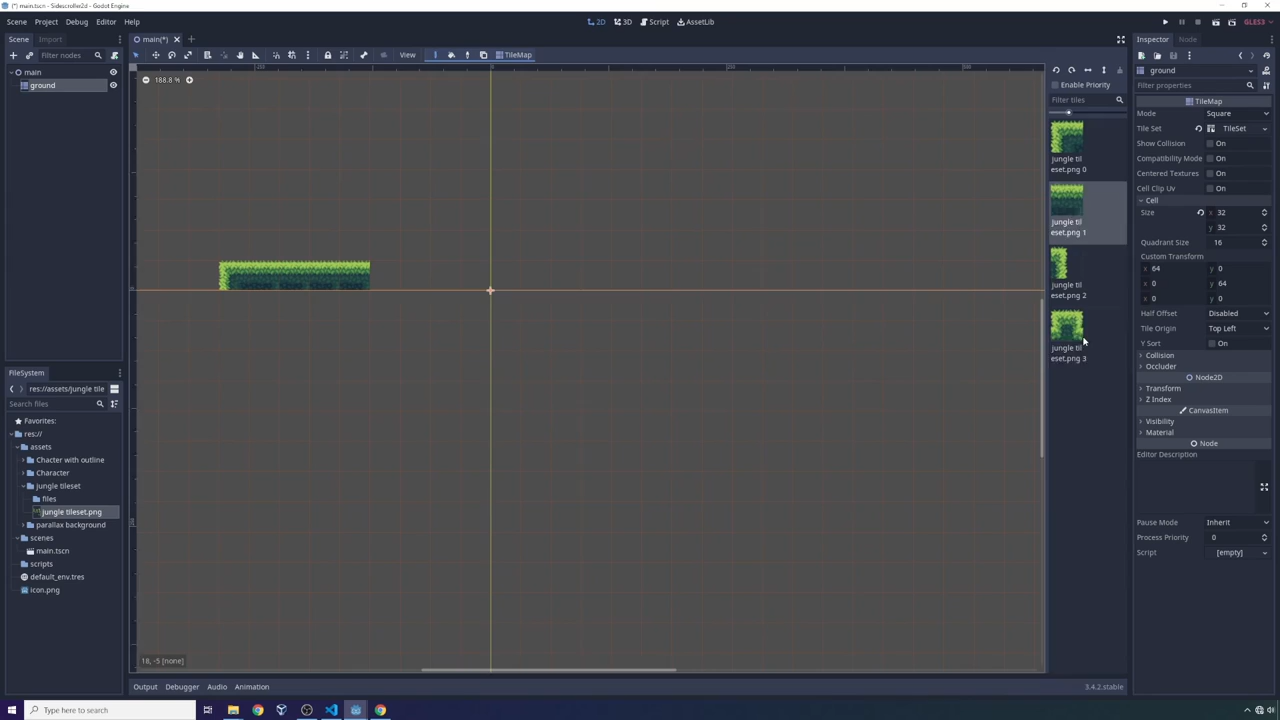 (*) main.tscn - Sidescroller2d - Godot Engine
Scene Project Debug Editor Help
2D 3D Script AssetLib
GLES3
Scene Import
main(*)
Inspector Node
Filter nodes
View
TileMap
main
ground
188.8 %
ground
Enable Priority
Filter properties
Filter tiles
TileMap
Mode Square
Tile Set TileSet
Show Collision On
Compatibility Mode On
Centered Textures On
Cell Clip Uv On
Cell
Size x 32
y 32
Quadrant Size 16
Custom Transform
x 64 y 0
x 0 y 64
x 0 y 0
Half Offset Disabled
Tile Origin Top Left
Y Sort On
Collision
Occluder
Node2D
Transform
Z Index
CanvasItem
Visibility
Material
Node
Editor Description
Pause Mode Inherit
Process Priority 0
Script [empty]
jungle til
eset.png 0
jungle til
eset.png 1
jungle til
eset.png 2
jungle til
eset.png 3
FileSystem
res://assets/jungle tile
Search files
Favorites:
res://
assets
Chacter with outline
Character
jungle tileset
files
jungle tileset.png
parallax background
scenes
main.tscn
scripts
default_env.tres
icon.png
18, -5 [none]
Output Debugger Audio Animation
3.4.2.stable
Type here to search